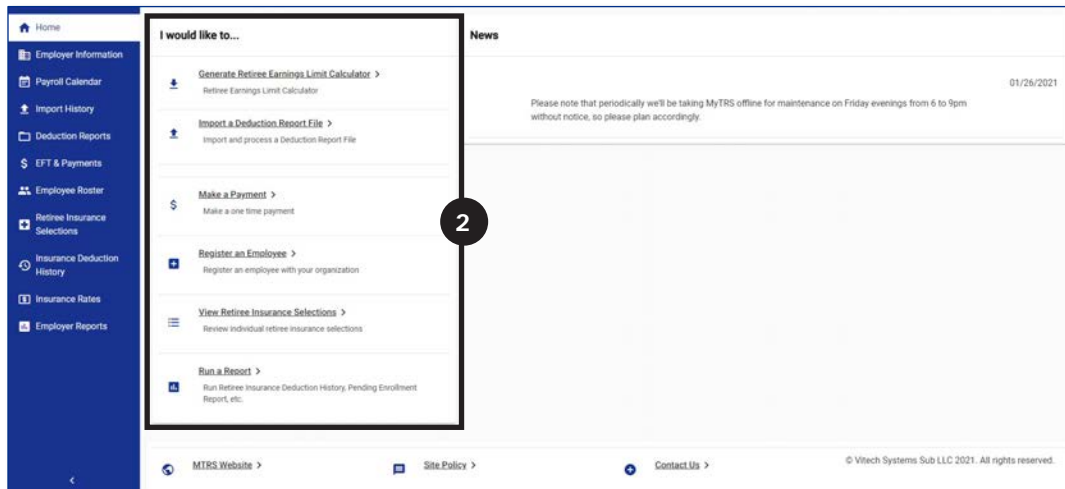 Home
Employer Information
Payroll Calendar
Import History
Deduction Reports
$ EFT & Payments
Employee Roster
Retiree Insurance
Selections
Insurance Deduction
History
Insurance Rates
Employer Reports
<
I would like to...
Generate Retiree Earnings Limit Calculator >
Retiree Earnings Limit Calculator
Import a Deduction Report File >
Import and process a Deduction Report File
$ Make a Payment >
Make a one time payment
Register an Employee >
Register an employee with your organization
View Retiree Insurance Selections >
Review individual retiree insurance selections
Run a Report >
Run Retiree Insurance Deduction History, Pending Enrollment
Report, etc.
2
News
01/26/2021
Please note that periodically we'll be taking MyTRS offline for maintenance on Friday evenings from 6 to 9pm
without notice, so please plan accordingly.
MTRS Website >
Site Policy >
Contact Us >
© Vitech Systems Sub LLC 2021. All rights reserved.